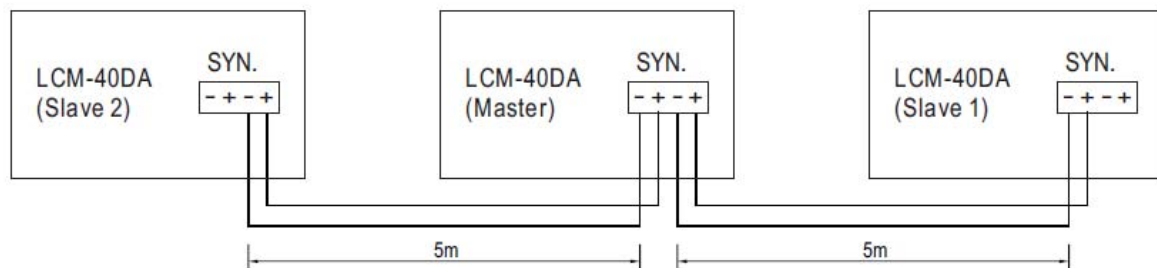 LCM-40DA
(Slave 2)
SYN.
- + - +
LCM-40DA
(Master)
SYN.
- + - +
LCM-40DA
(Slave 1)
SYN.
- + - +
5m
5m